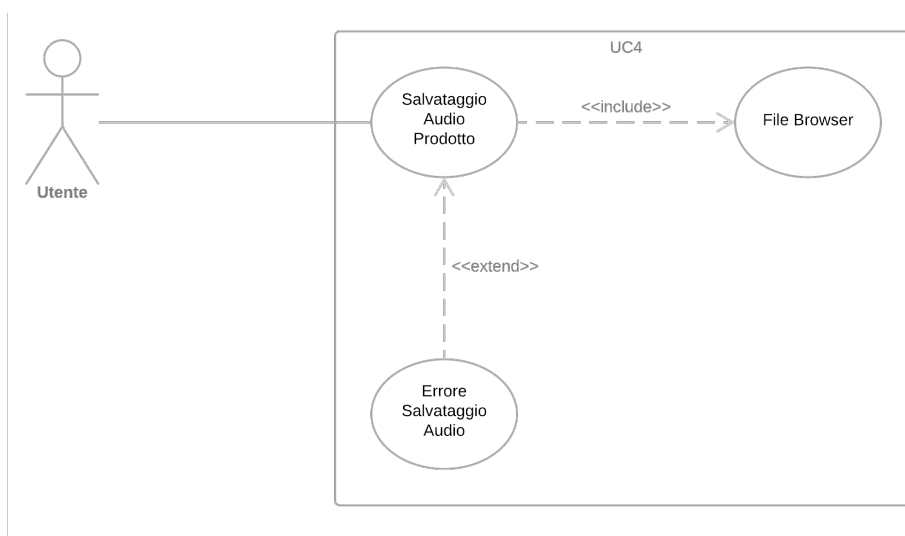 UC4
Salvataggio
Audio
Prodotto
<<include>>
File Browser
Utente
<<extend>>
Errore
Salvataggio
Audio